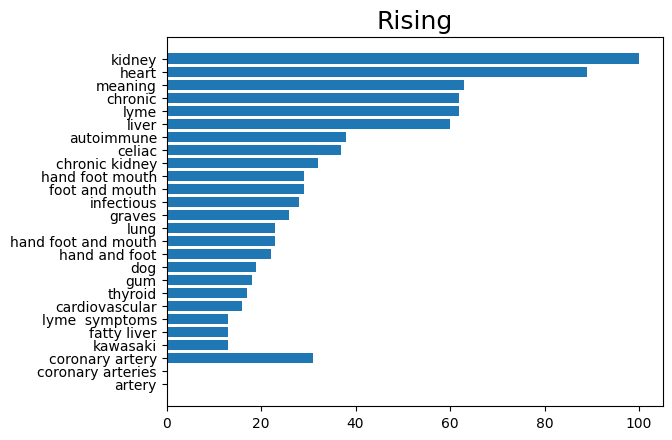 Rising
kidney
heart
meaning
chronic
lyme
liver
autoimmune
celiac
chronic kidney
hand foot mouth
foot and mouth
infectious
graves
lung
hand foot and mouth
hand and foot
dog
gum
thyroid
cardiovascular
lyme  symptoms
fatty liver
kawasaki
coronary artery
coronary arteries
artery
0 20 40 60 80 100